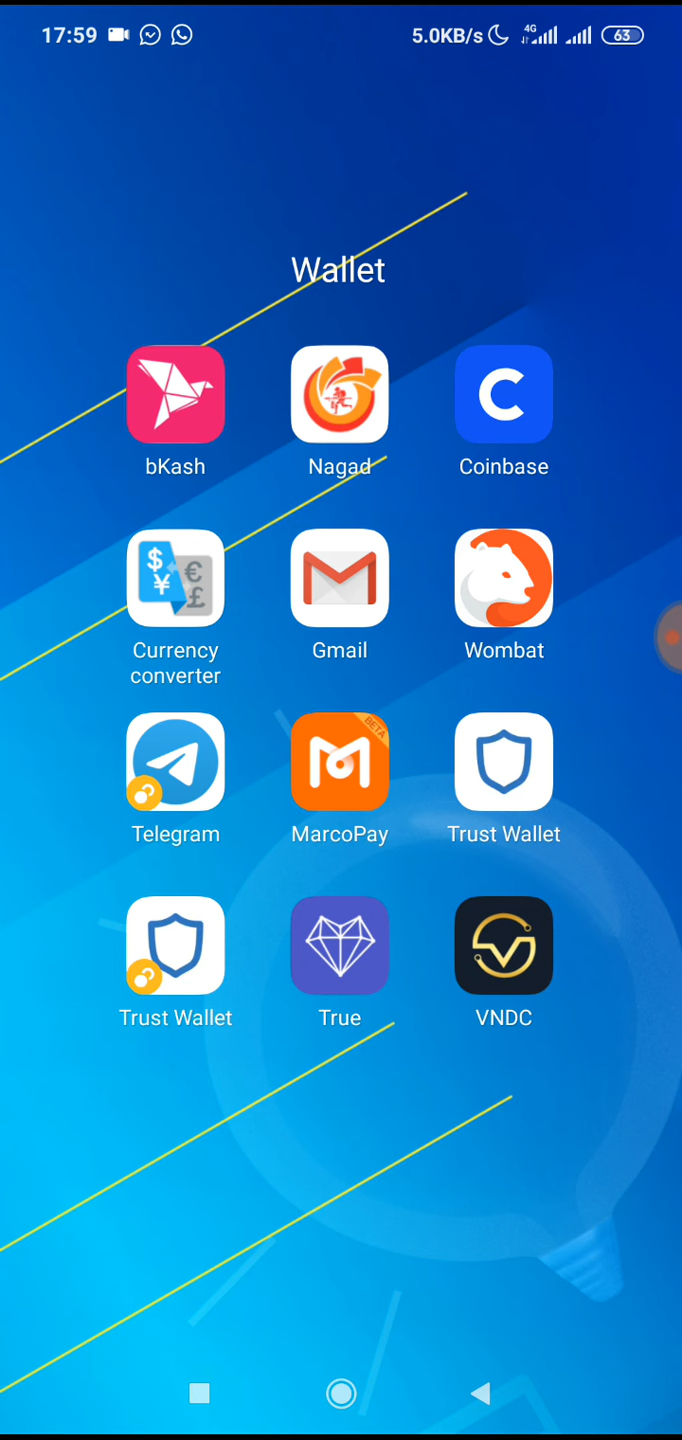 17:59 5.0KB/s 4G 63
Wallet
bKash Nagad Coinbase
$ ¥ € £
Currency
converter
Gmail Wombat
BETA
Telegram MarcoPay Trust Wallet
Trust Wallet True VNDC